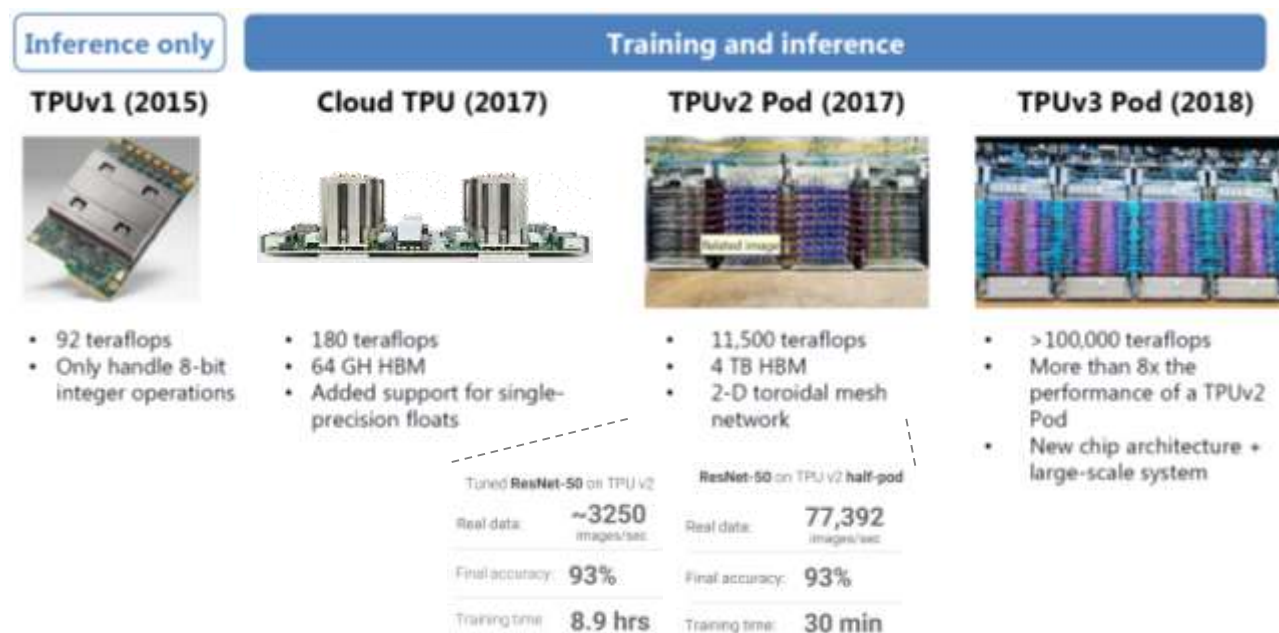 Inference only
Training and inference
TPUv1 (2015)
Cloud TPU (2017)
TPUv2 Pod (2017)
TPUv3 Pod (2018)
Related image
• 92 teraflops
• Only handle 8-bit
integer operations
• 180 teraflops
• 64 GH HBM
• Added support for single-
precision floats
• 11,500 teraflops
• 4 TB HBM
• 2-D toroidal mesh
network
• >100,000 teraflops
• More than 8x the
performance of a TPUv2
Pod
• New chip architecture +
large-scale system
Tuned ResNet-50 on TPU v2
Real data: ~3250
images/sec
Final accuracy: 93%
Training time: 8.9 hrs
ResNet-50 on TPU v2 half-pod
Real data: 77,392
images/sec
Final accuracy: 93%
Training time: 30 min